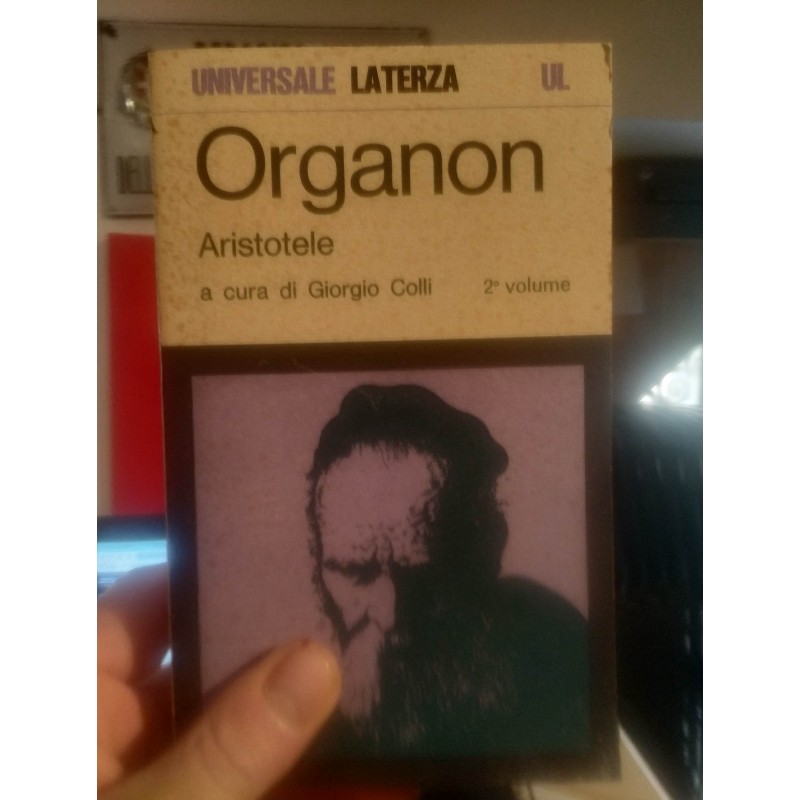 UNIVERSALE LATERZA UL
Organon
Aristotele
a cura di Giorgio Colli 2° volume